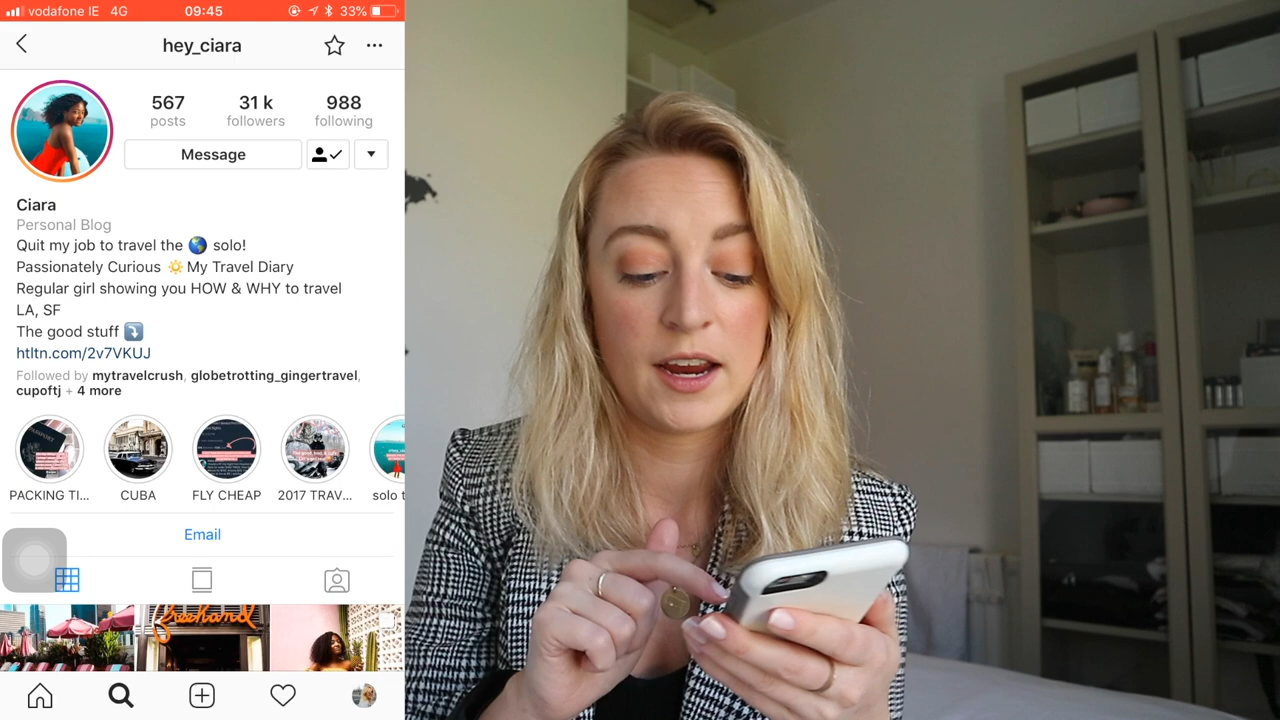 vodafone IE 4G 09:45 33%
hey_ciara
567 31 k 988
posts followers following
Message
Ciara
Personal Blog
Quit my job to travel the 🌎 solo!
Passionately Curious ☀️ My Travel Diary
Regular girl showing you HOW & WHY to travel
LA, SF
The good stuff ⤵️
htltn.com/2v7VKUJ
Followed by mytravelcrush, globetrotting_gingertravel,
cupoftj + 4 more
PASSPORT
PACKING TI... CUBA FLY CHEAP 2017 TRAV... solo t
Email
freehand